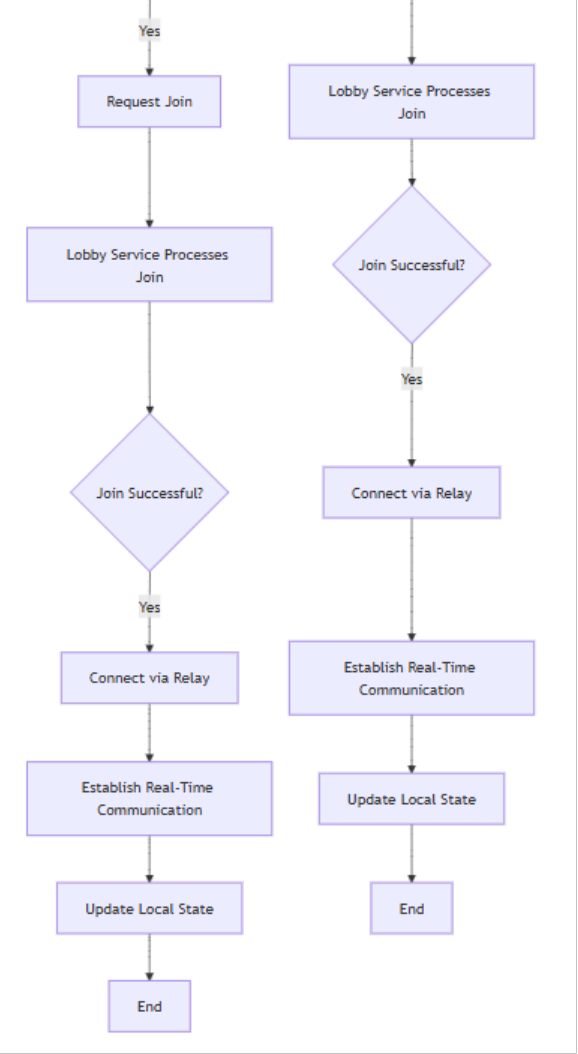 Yes
Request Join
Lobby Service Processes
Join
Join Successful?
Yes
Connect via Relay
Establish Real-Time
Communication
Update Local State
End
Lobby Service Processes
Join
Join Successful?
Yes
Connect via Relay
Establish Real-Time
Communication
Update Local State
End